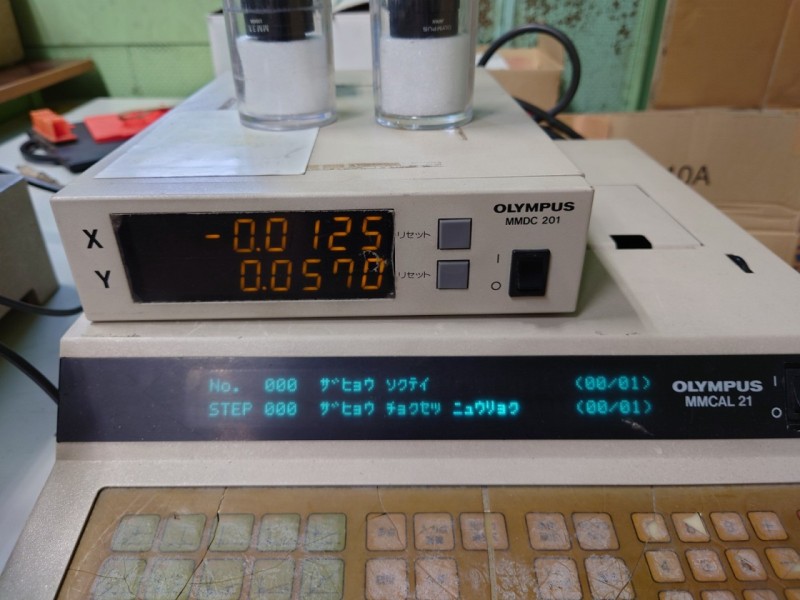 OLYMPUS
MMDC 201
X -0.0125 リセット
Y 0.0570 リセット
I
O
40A
No. 000 ザヒョウ ソクテイ (00/01)
STEP 000 ザヒョウ チョクセツ ニュウリョク (00/01)
OLYMPUS
MMCAL 21
I
O